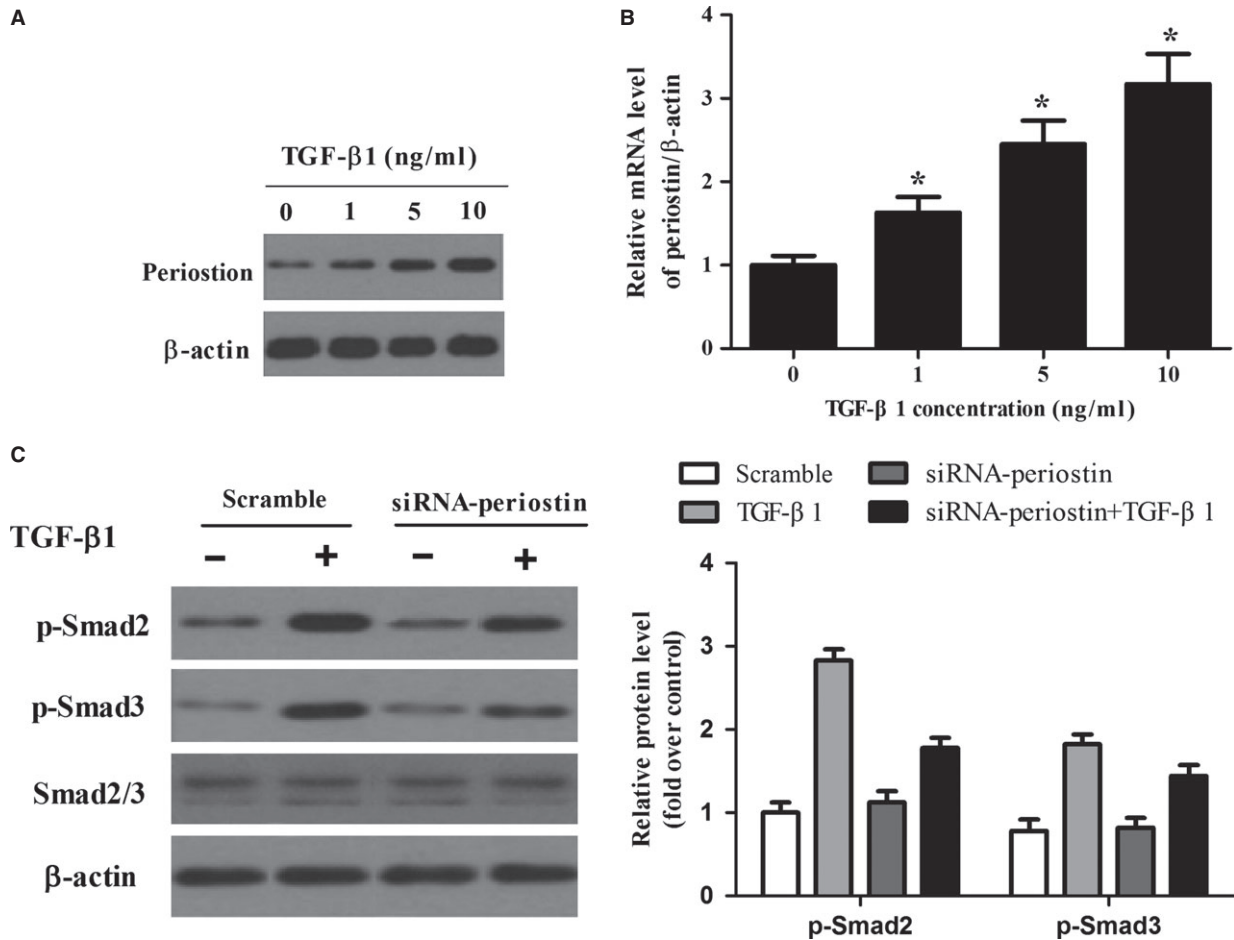 A
TGF-β1 (ng/ml)
0 1 5 10
Periostion
β-actin
B
Relative mRNA level
of periostin/β-actin
4
3
2
1
0
* * *
0 1 5 10
TGF-β 1 concentration (ng/ml)
C
Scramble siRNA-periostin
TGF-β1
− + − +
p-Smad2
p-Smad3
Smad2/3
β-actin
Scramble siRNA-periostin
TGF-β 1 siRNA-periostin+TGF-β 1
Relative protein level
(fold over control)
4
3
2
1
0
p-Smad2 p-Smad3